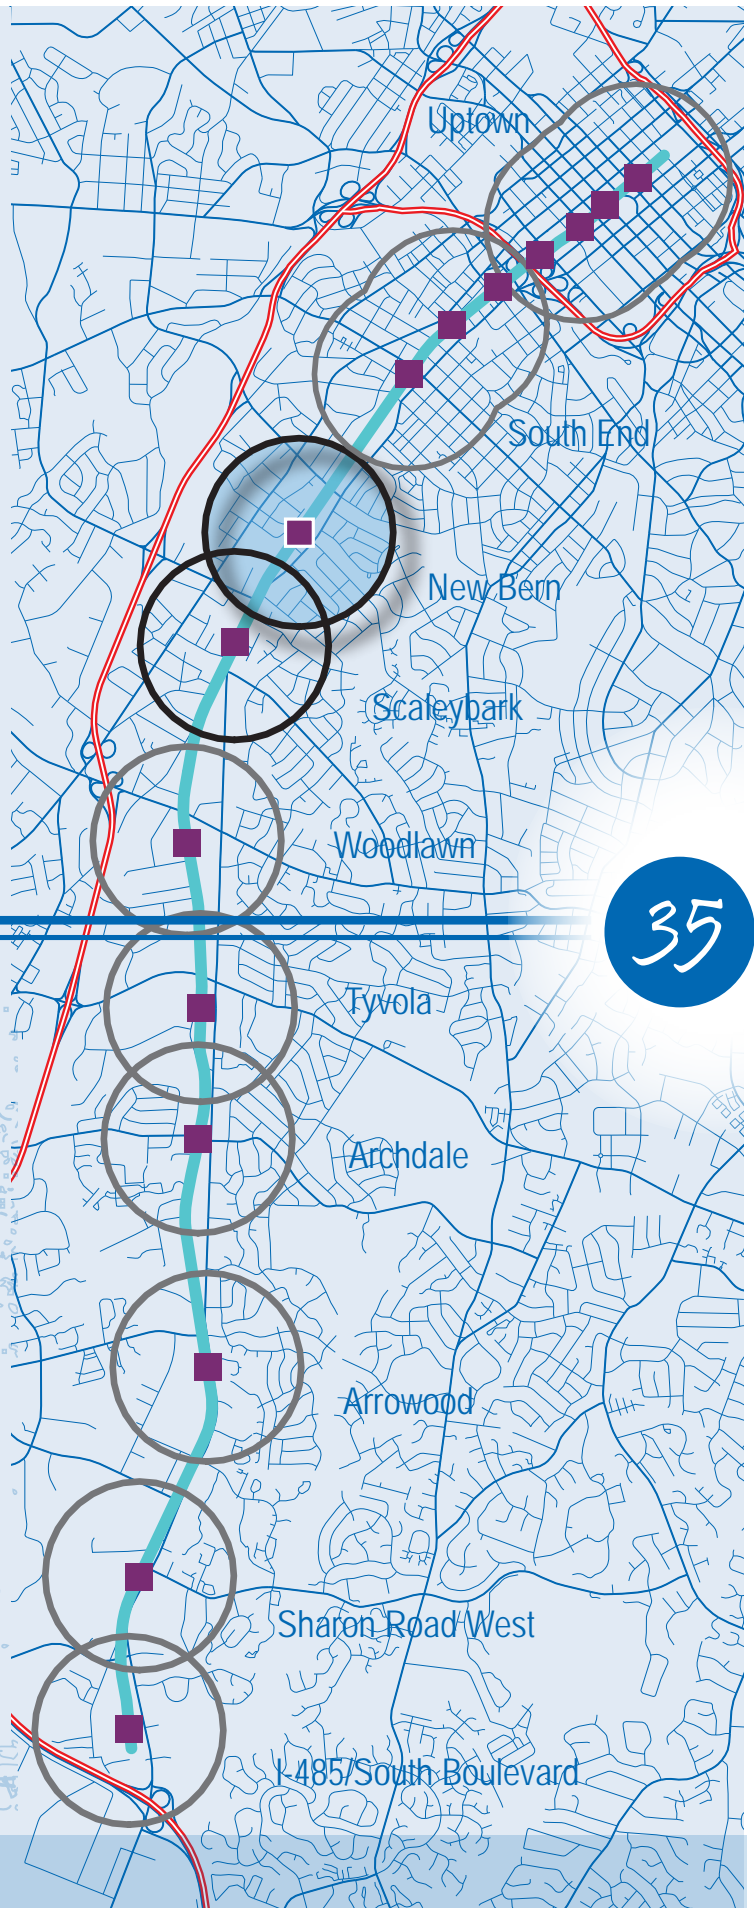 Uptown
South End
New Bern
Scaleybark
Woodlawn
35
Tyvola
Archdale
Arrowood
Sharon Road West
I-485/South Boulevard